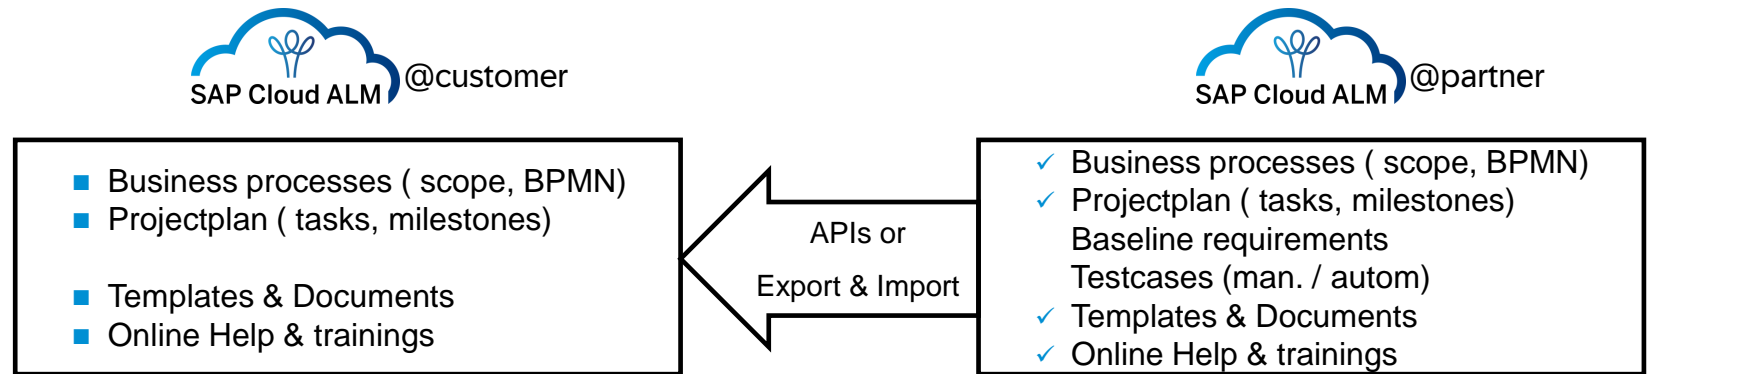 SAP Cloud ALM @customer
Business processes ( scope, BPMN)
Projectplan ( tasks, milestones)
Templates & Documents
Online Help & trainings
APIs or
Export & Import
SAP Cloud ALM @partner
Business processes ( scope, BPMN)
Projectplan ( tasks, milestones)
Baseline requirements
Testcases (man. / autom)
Templates & Documents
Online Help & trainings